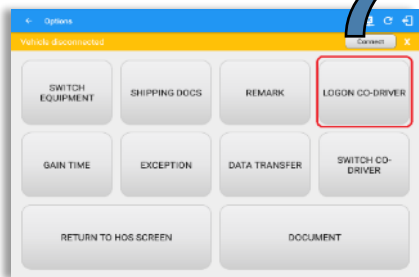 Options
Vehicle disconnected
Connect
X
SWITCH
EQUIPMENT
SHIPPING DOCS
REMARK
LOGON CO-DRIVER
GAIN TIME
EXCEPTION
DATA TRANSFER
SWITCH CO-
DRIVER
RETURN TO HOS SCREEN
DOCUMENT